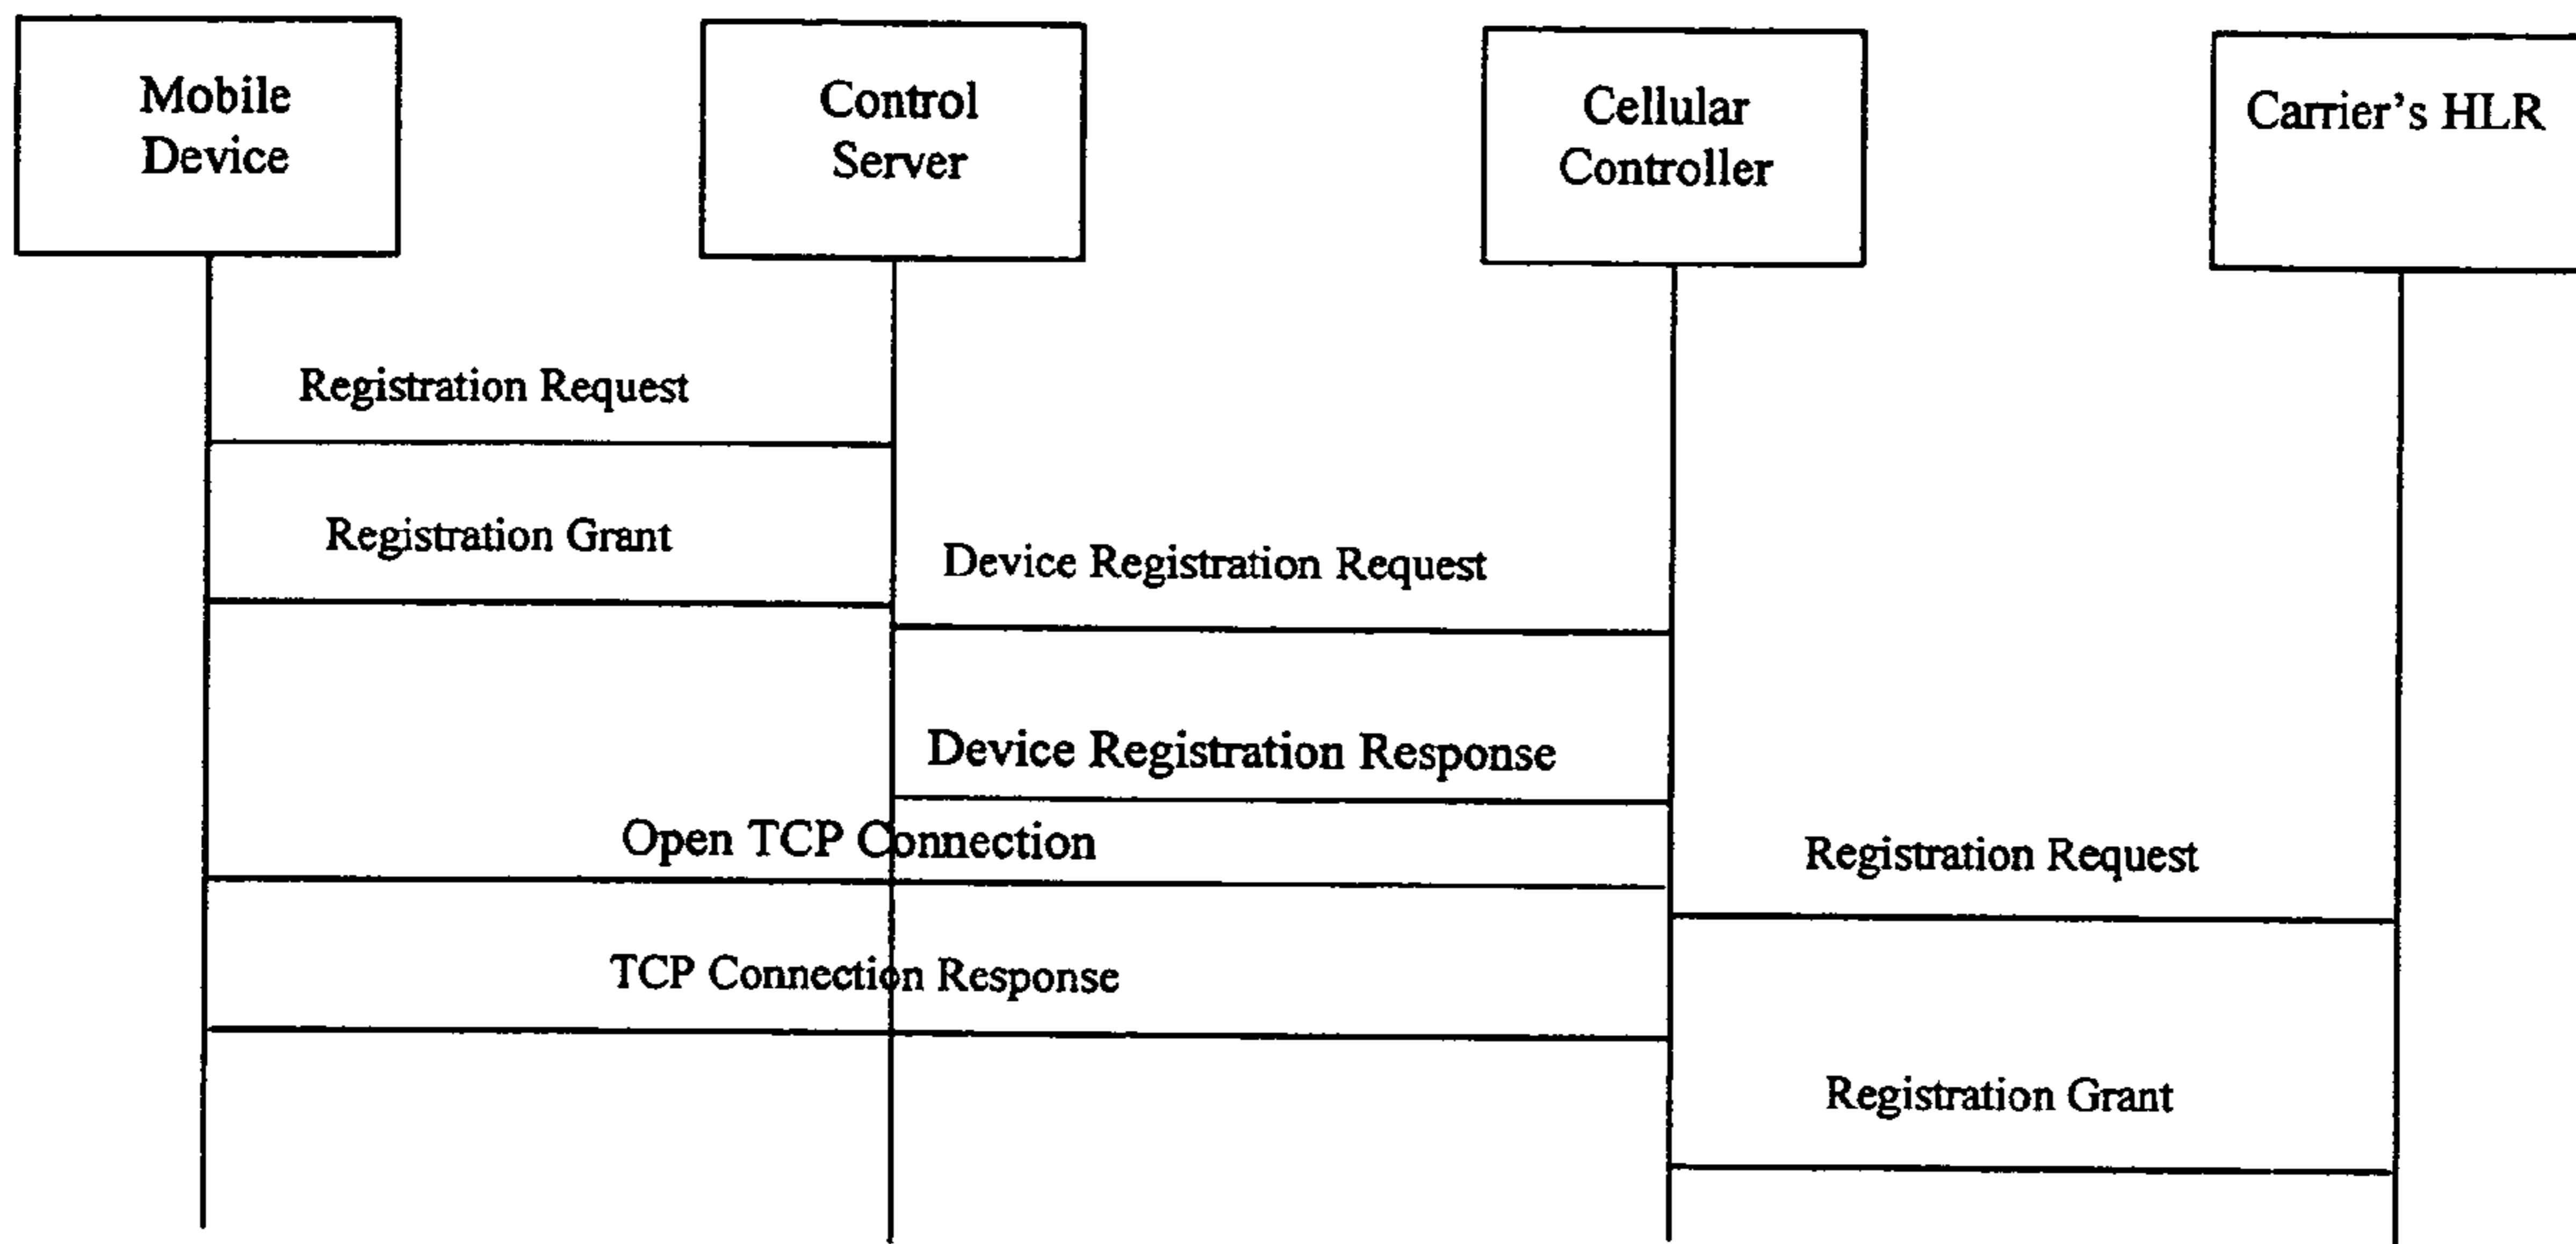 Mobile
Device
Control
Server
Cellular
Controller
Carrier's HLR
Registration Request
Registration Grant
Device Registration Request
Device Registration Response
Open TCP Connection
Registration Request
TCP Connection Response
Registration Grant